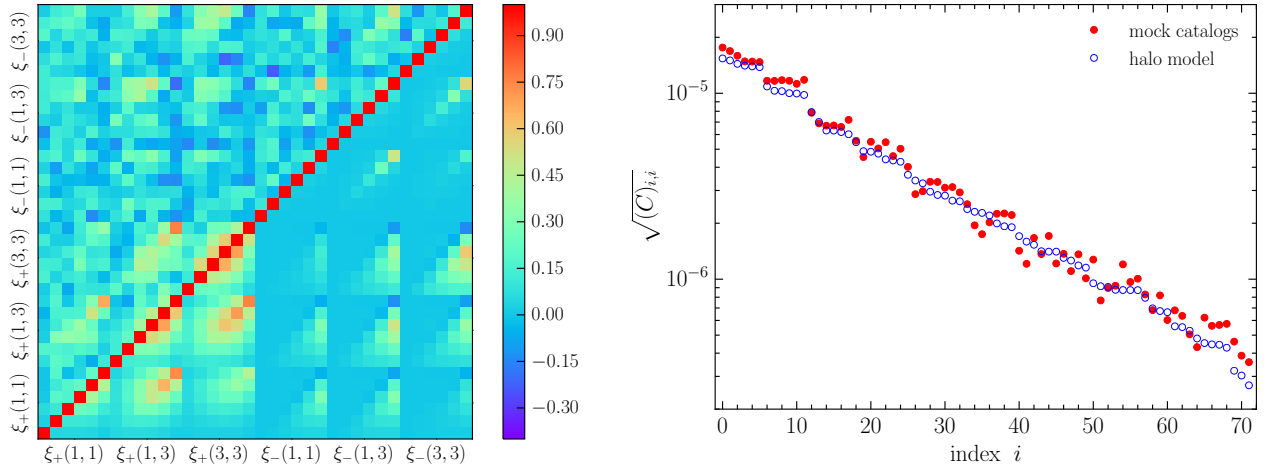 ξ₊(1,1) ξ₊(1,3) ξ₊(3,3) ξ₋(1,1) ξ₋(1,3) ξ₋(3,3)
0.90
0.75
0.60
0.45
0.30
0.15
0.00
−0.15
−0.30
ξ₊(1,1) ξ₊(1,3) ξ₊(3,3) ξ₋(1,1) ξ₋(1,3) ξ₋(3,3)
mock catalogs
halo model
√(C)ᵢ,ᵢ
10⁻⁵
10⁻⁶
0 10 20 30 40 50 60 70
index i